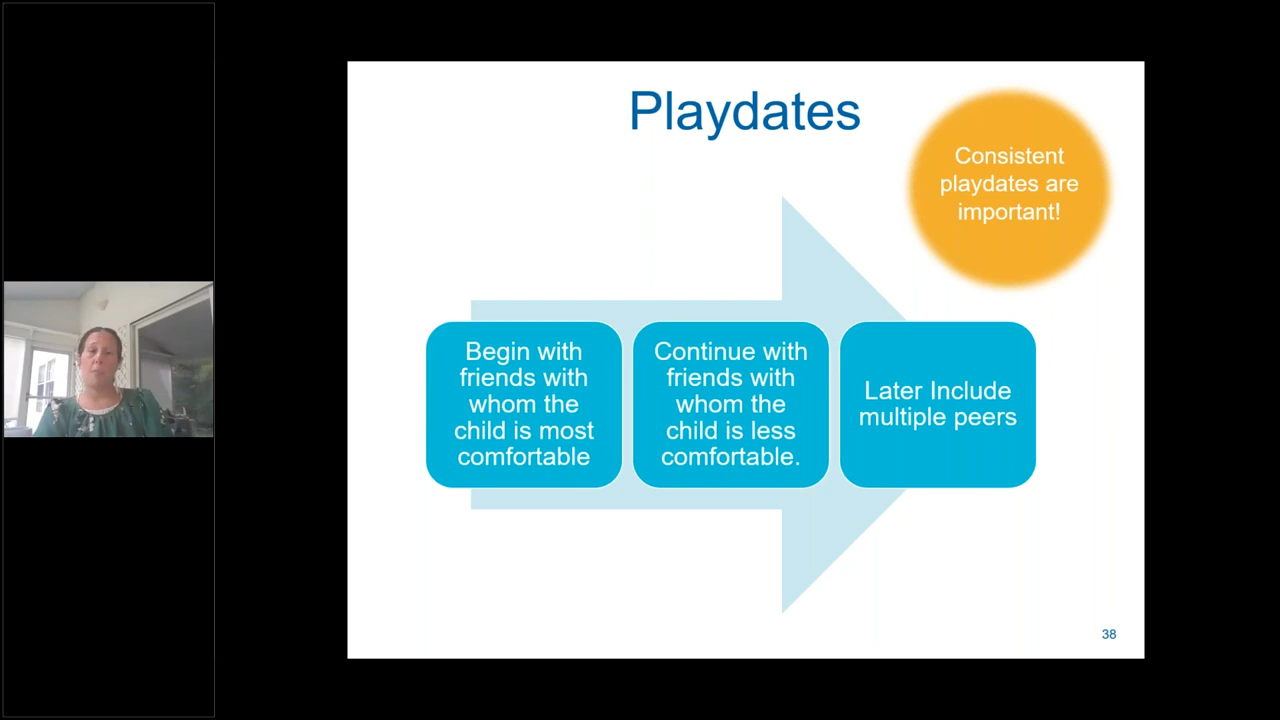 Playdates
Consistent
playdates are
important!
Begin with
friends with
whom the
child is most
comfortable
Continue with
friends with
whom the
child is less
comfortable.
Later Include
multiple peers
38